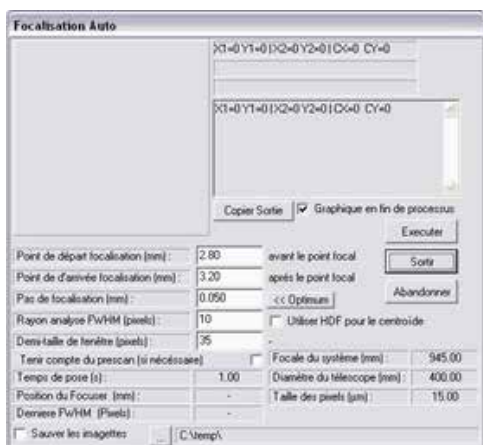 Focalisation Auto
X1=0 Y1=0 | X2=0 Y2=0 | CX=0 CY=0
X1=0 Y1=0 | X2=0 Y2=0 | CX=0 CY=0
Copier Sortie Graphique en fin de processus
Executer
Point de départ focalisation (mm) : 2.80 avant le point focal Sortir
Point de d'arrivée focalisation (mm) : 3.20 après le point focal
Pas de focalisation (mm) : 0.050 << Optimum Abandonner
Rayon analyse FWHM (pixels) : 10 Utiliser HDF pour le centroïde
Demi-taille de fenêtre (pixels) : 35 -
Tenir compte du prescan (si nécéssaire) Focale du système (mm) : 945.00
Temps de pose (s) : 1.00 Diamètre du télescope (mm) : 400.00
Position du Focuser (mm) : - Taille des pixels (µm) : 15.00
Derniere FWHM (Pixels) : -
Sauver les imagettes ... C:\temp\